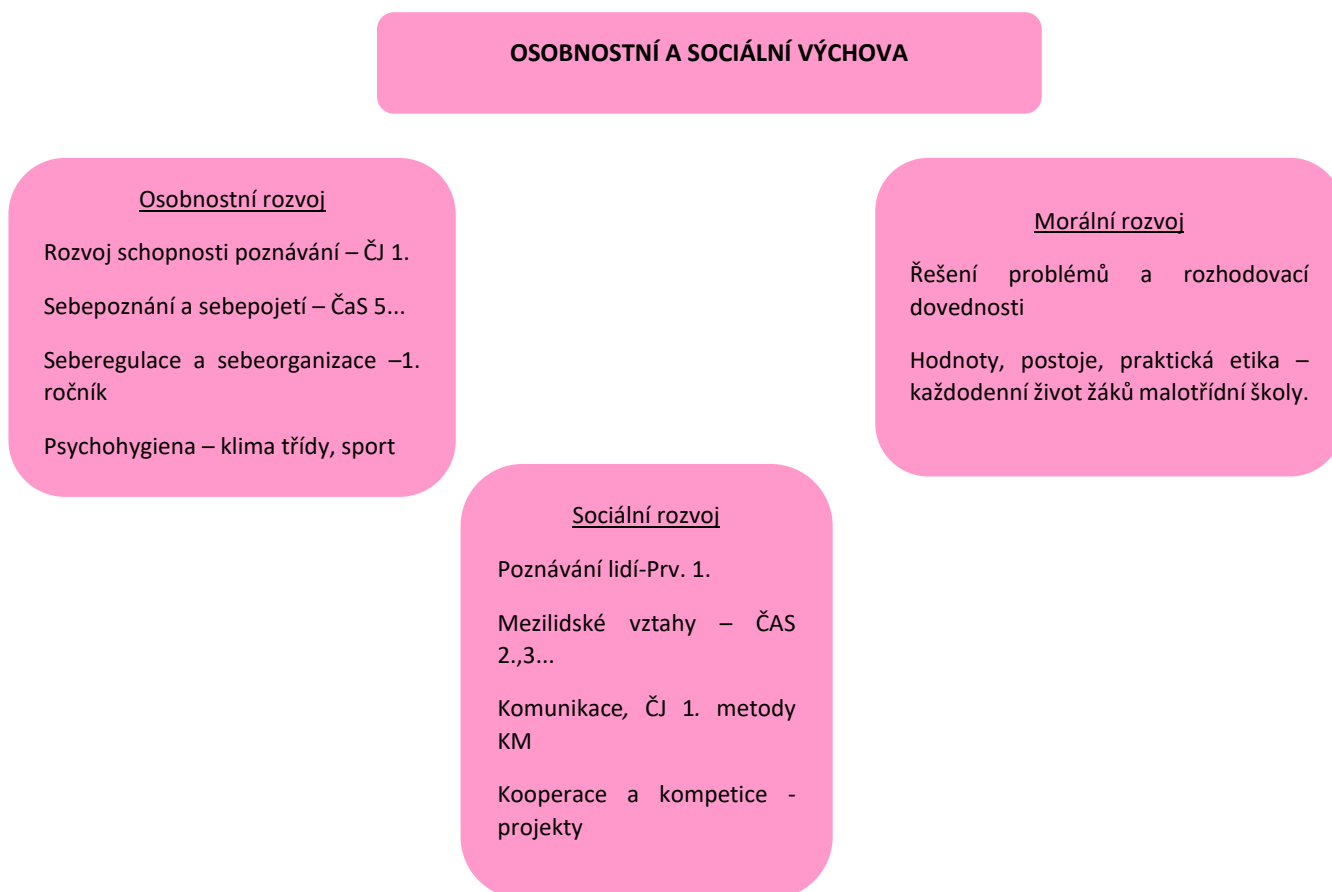 OSOBNOSTNÍ A SOCIÁLNÍ VÝCHOVA
Osobnostní rozvoj
Rozvoj schopnosti poznávání – ČJ 1.
Sebepoznání a sebepojetí – ČaS 5...
Seberegulace a sebeorganizace –1.
ročník
Psychohygiena – klima třídy, sport
Morální rozvoj
Řešení problémů a rozhodovací
dovednosti
Hodnoty, postoje, praktická etika –
každodenní život žáků malotřídní školy.
Sociální rozvoj
Poznávání lidí-Prv. 1.
Mezilidské vztahy – ČAS
2.,3...
Komunikace, ČJ 1. metody
KM
Kooperace a kompetice -
projekty